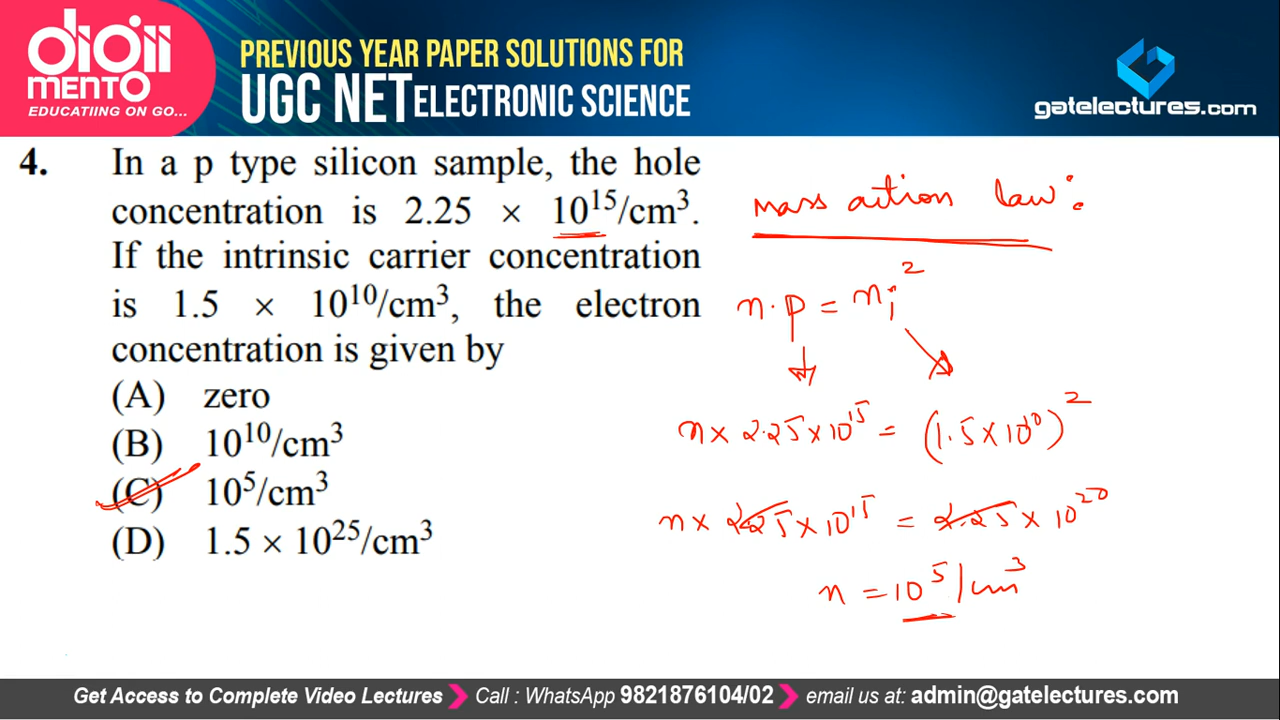 digii
MENTO
EDUCATIING ON GO...
PREVIOUS YEAR PAPER SOLUTIONS FOR
UGC NET ELECTRONIC SCIENCE
gatelectures.com
4. In a p type silicon sample, the hole
concentration is 2.25 × 10¹⁵/cm³.
If the intrinsic carrier concentration
is 1.5 × 10¹⁰/cm³, the electron
concentration is given by
(A) zero
(B) 10¹⁰/cm³
(C) 10⁵/cm³
(D) 1.5 × 10²⁵/cm³
mass action law:
n.p = ni²
n × 2.25 × 10¹⁵ = (1.5 × 10¹⁰)²
n × 2.25 × 10¹⁵ = 2.25 × 10²⁰
n = 10⁵/cm³
Get Access to Complete Video Lectures Call : WhatsApp 9821876104/02 email us at: admin@gatelectures.com